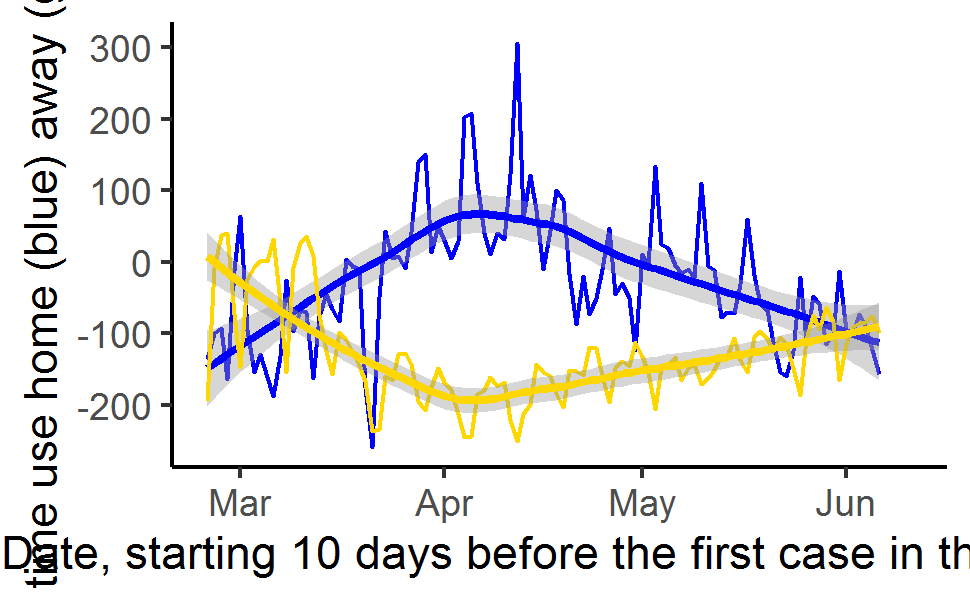 time use home (blue) away (
300
200
100
0
-100
-200
Mar Apr May Jun
Date, starting 10 days before the first case in th